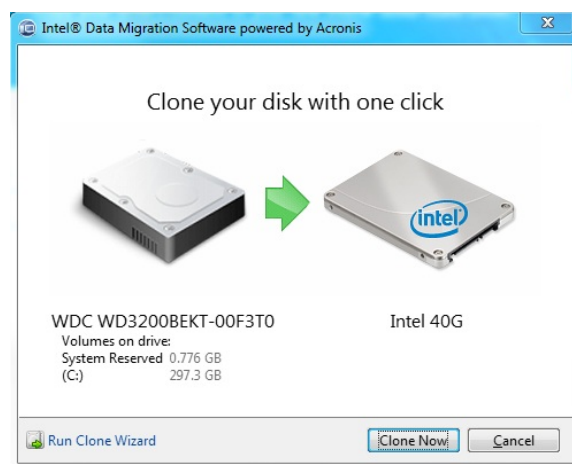 Intel® Data Migration Software powered by Acronis
Clone your disk with one click
intel
WDC WD3200BEKT-00F3T0
Intel 40G
Volumes on drive:
System Reserved 0.776 GB
(C:) 297.3 GB
Run Clone Wizard
Clone Now
Cancel